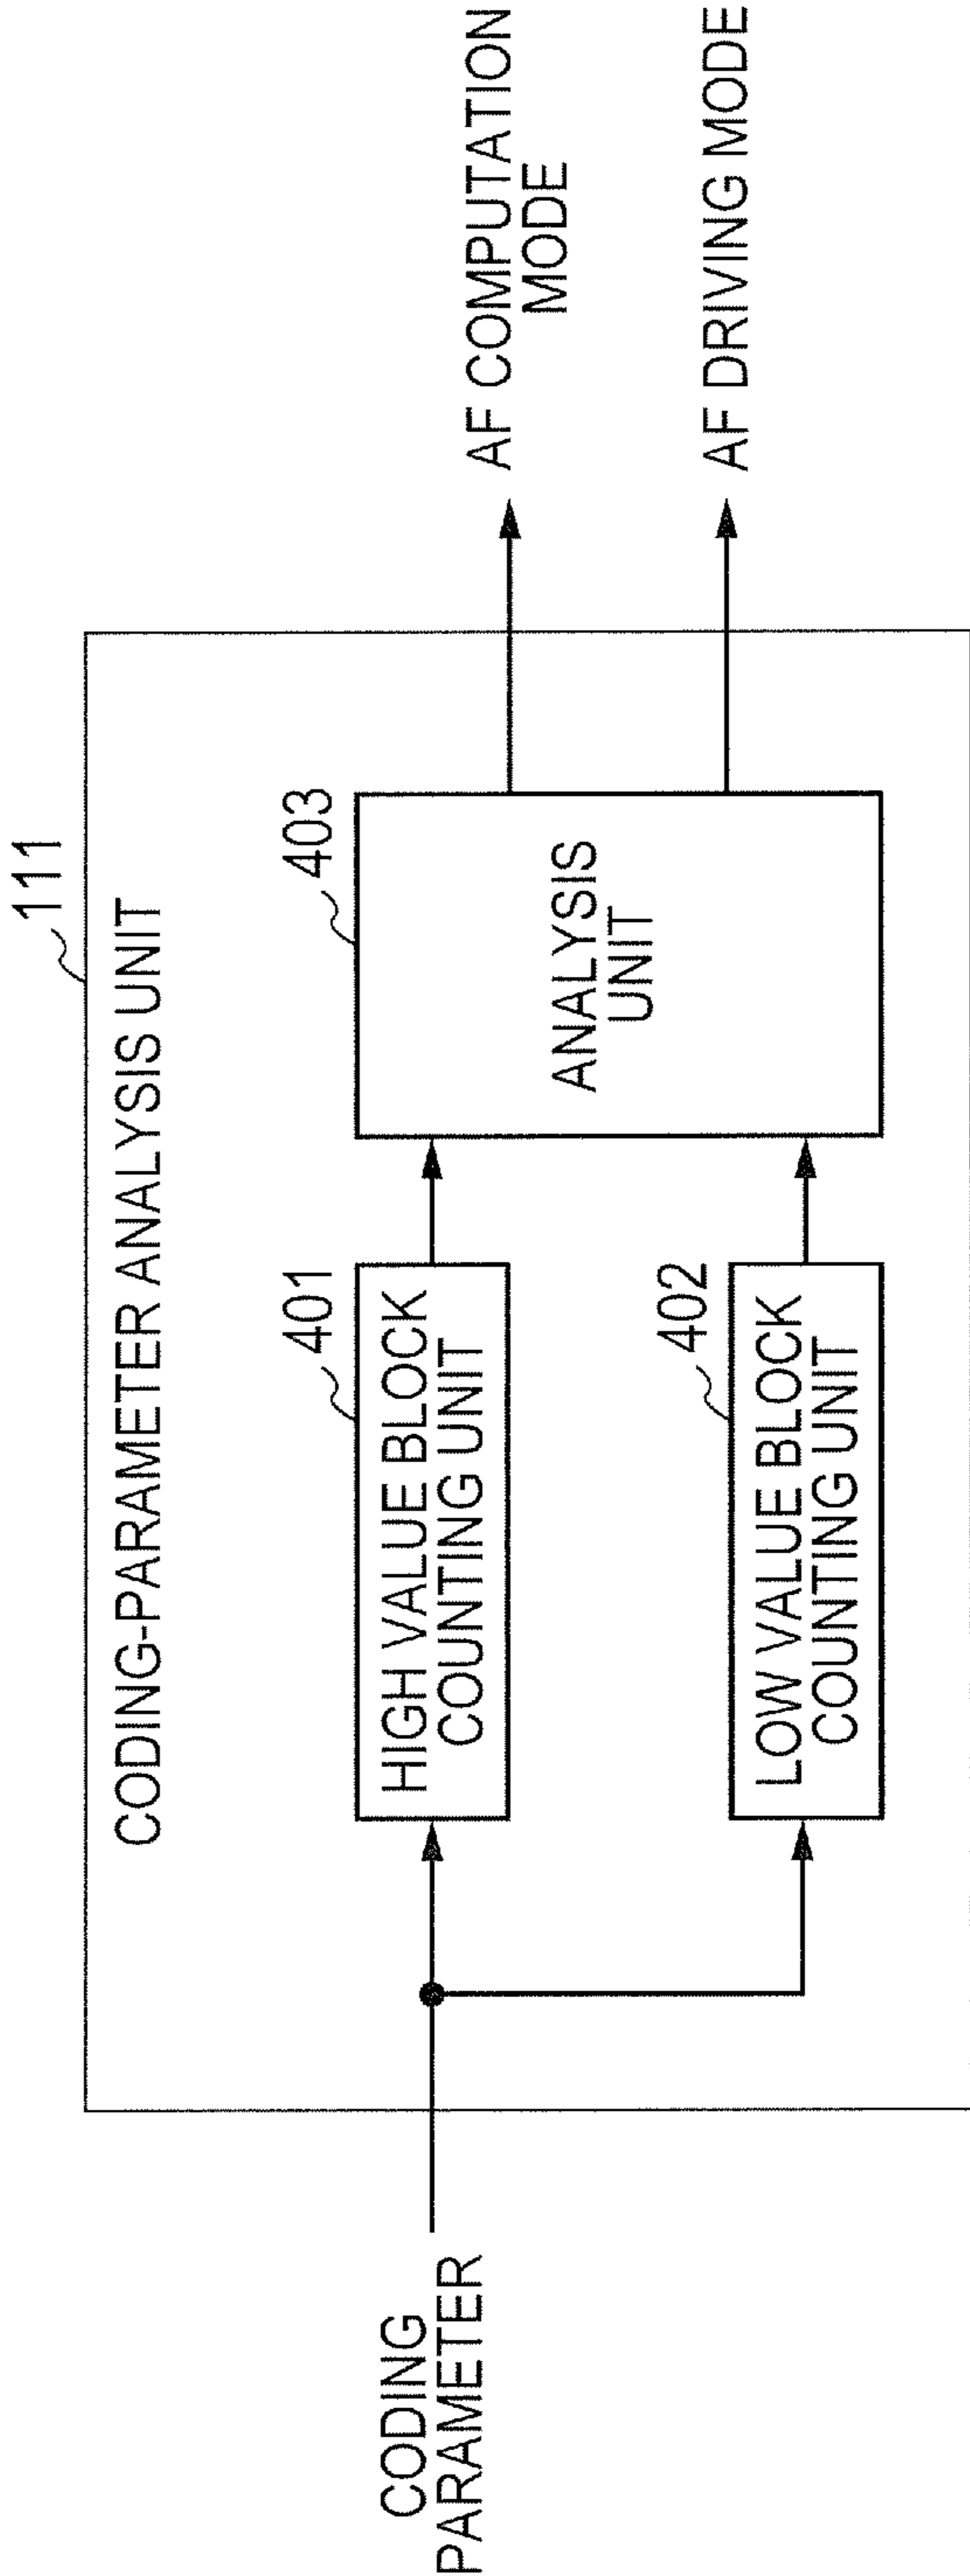 111
CODING-PARAMETER ANALYSIS UNIT
CODING
PARAMETER
401
HIGH VALUE BLOCK
COUNTING UNIT
402
LOW VALUE BLOCK
COUNTING UNIT
403
ANALYSIS
UNIT
AF COMPUTATION
MODE
AF DRIVING MODE